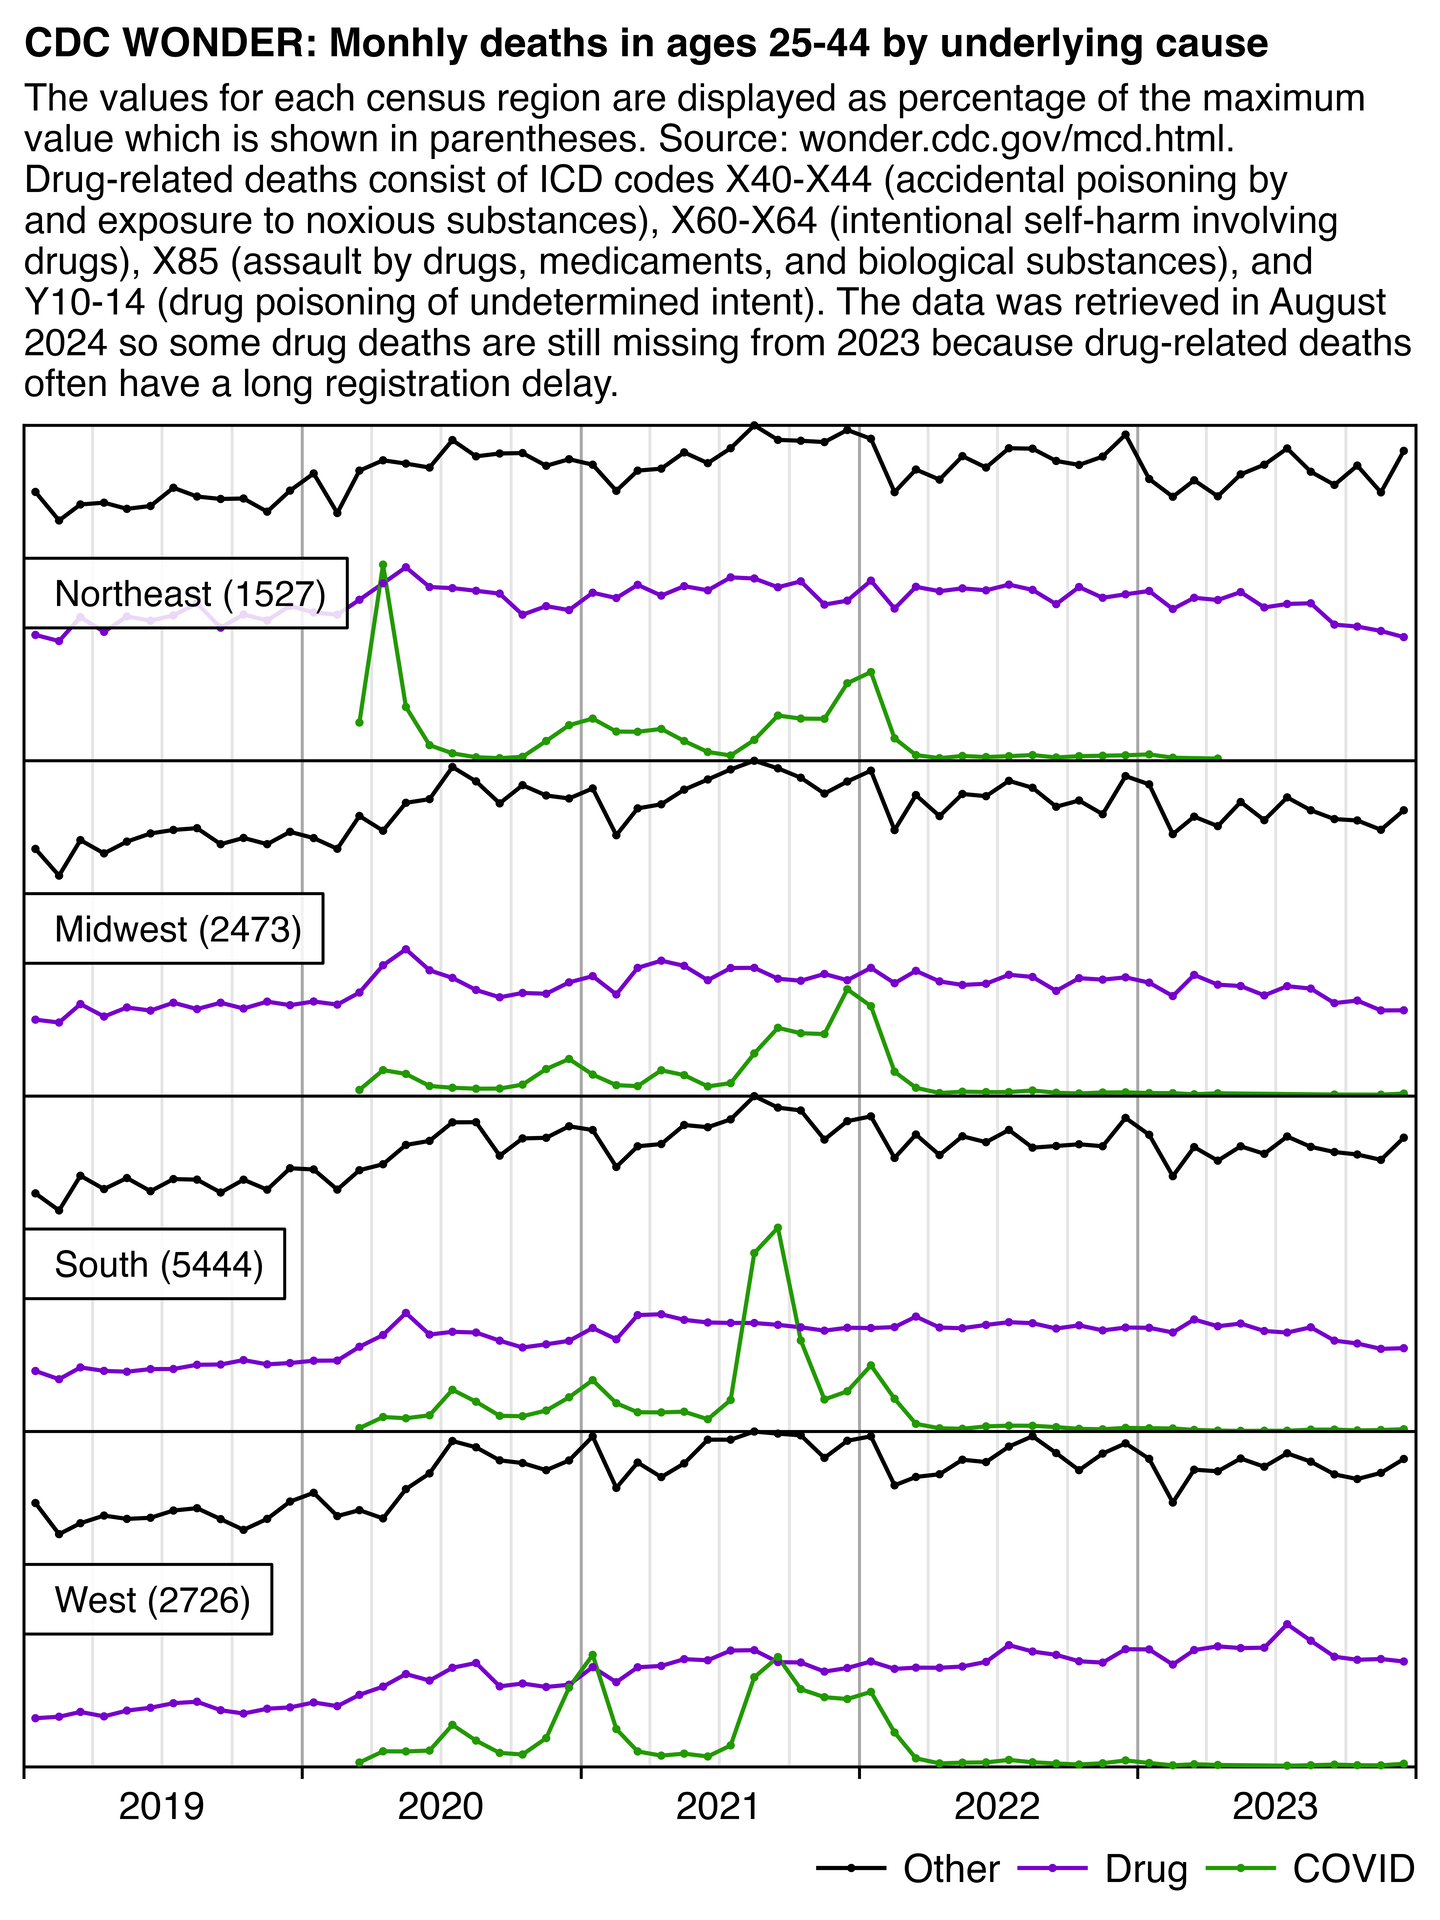 CDC WONDER: Monhly deaths in ages 25-44 by underlying cause
The values for each census region are displayed as percentage of the maximum
value which is shown in parentheses. Source: wonder.cdc.gov/mcd.html.
Drug-related deaths consist of ICD codes X40-X44 (accidental poisoning by
and exposure to noxious substances), X60-X64 (intentional self-harm involving
drugs), X85 (assault by drugs, medicaments, and biological substances), and
Y10-14 (drug poisoning of undetermined intent). The data was retrieved in August
2024 so some drug deaths are still missing from 2023 because drug-related deaths
often have a long registration delay.
Northeast (1527)
Midwest (2473)
South (5444)
West (2726)
2019 2020 2021 2022 2023
Other Drug COVID